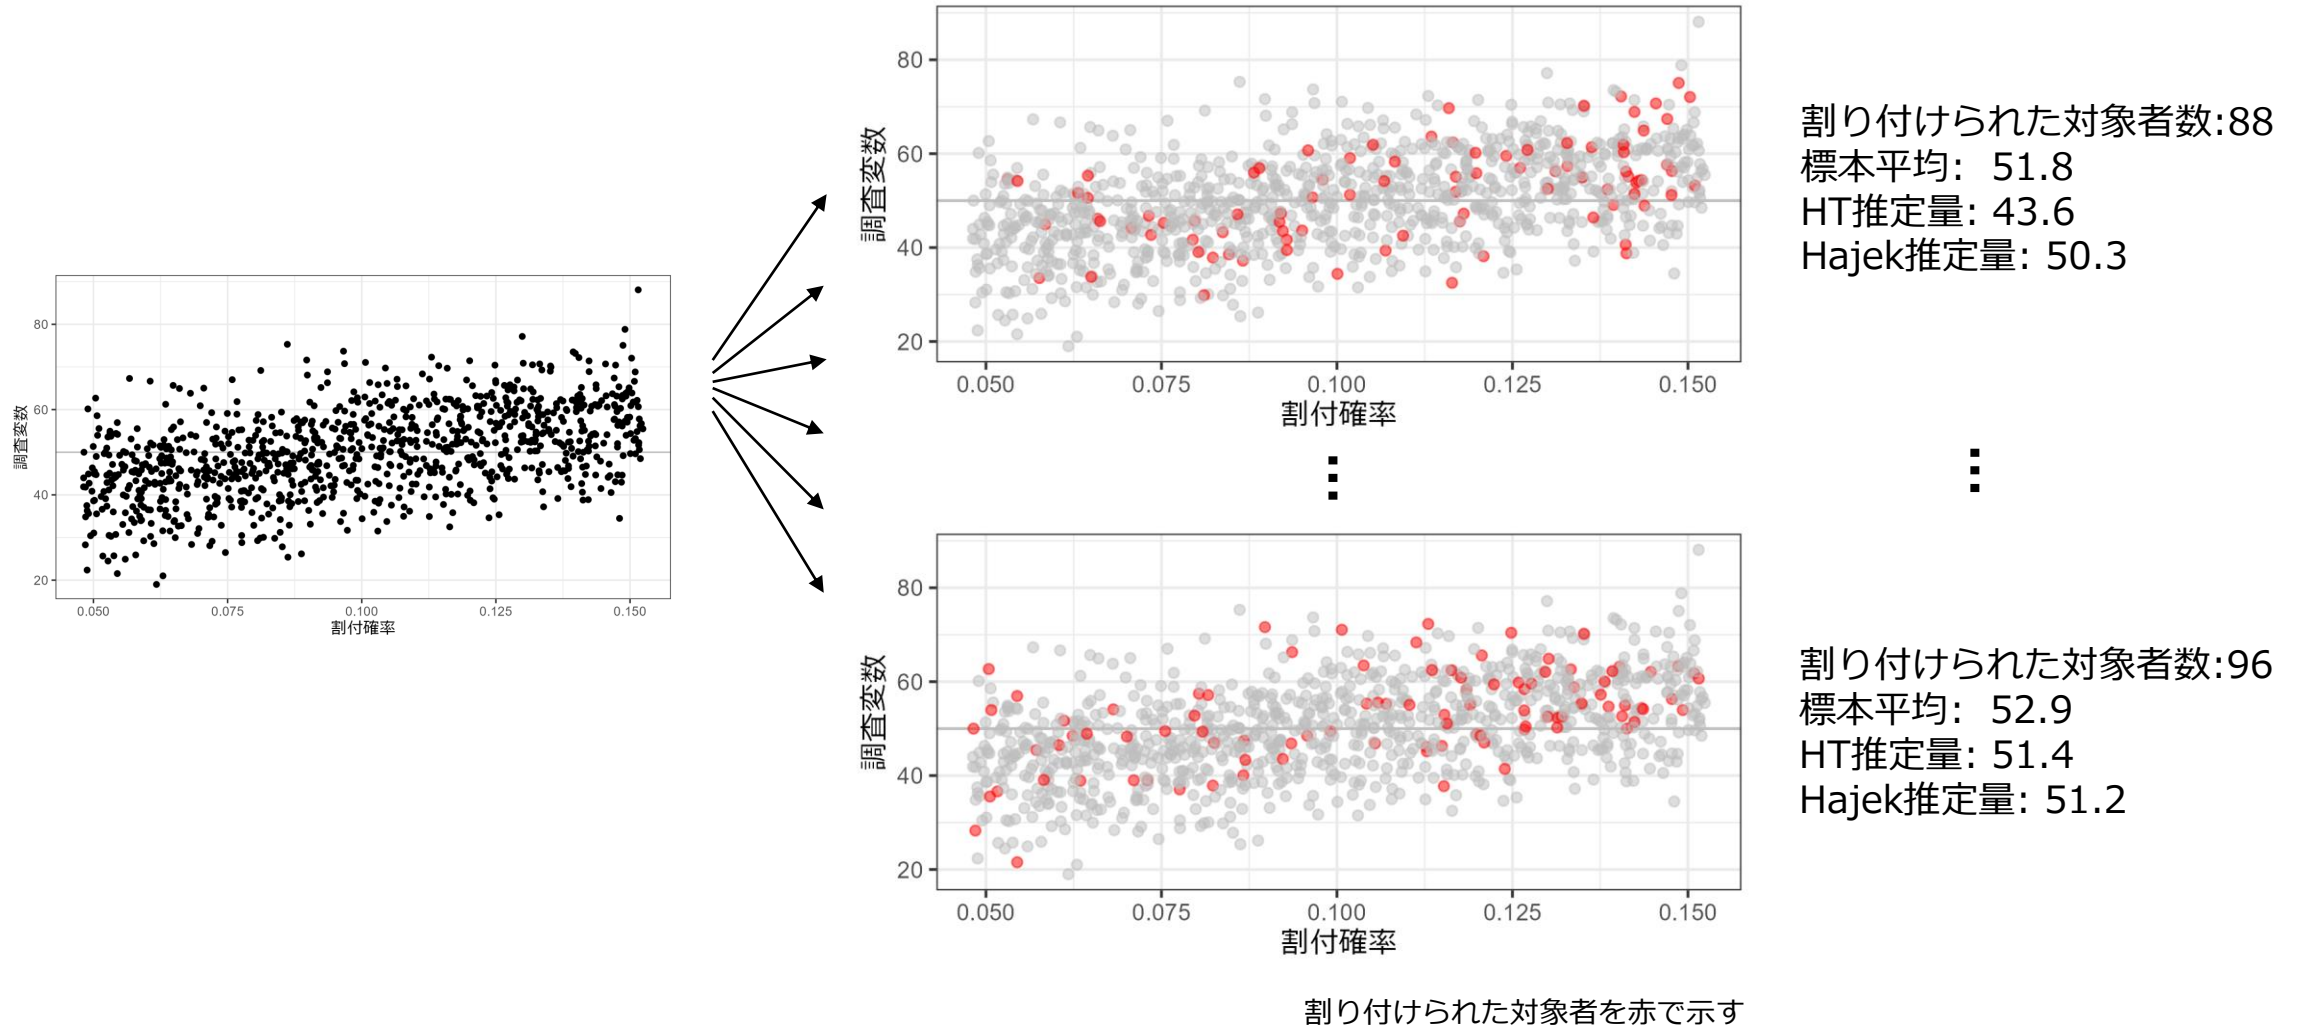 調査変数
80
60
40
20
0.050 0.075 0.100 0.125 0.150
割付確率
調査変数
80
60
40
20
0.050 0.075 0.100 0.125 0.150
割付確率
割り付けられた対象者数:88
標本平均: 51.8
HT推定量: 43.6
Hajek推定量: 50.3
調査変数
80
60
40
20
0.050 0.075 0.100 0.125 0.150
割付確率
割り付けられた対象者数:96
標本平均: 52.9
HT推定量: 51.4
Hajek推定量: 51.2
割り付けられた対象者を赤で示す